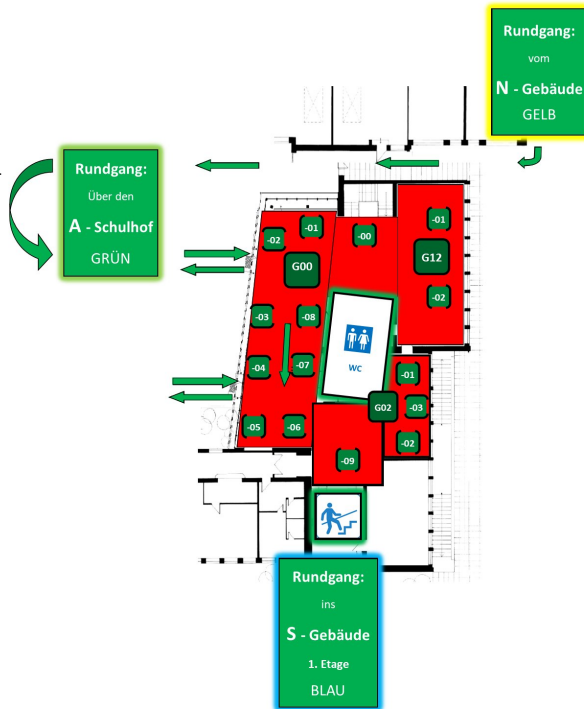 Rundgang:
vom
N - Gebäude
GELB
Rundgang:
Über den
A - Schulhof
GRÜN
-01
-02
-00
-01
G00
G12
-02
-03
-08
WC
-04
-07
-01
G02
-03
-05
-06
-02
-09
Rundgang:
ins
S - Gebäude
1. Etage
BLAU